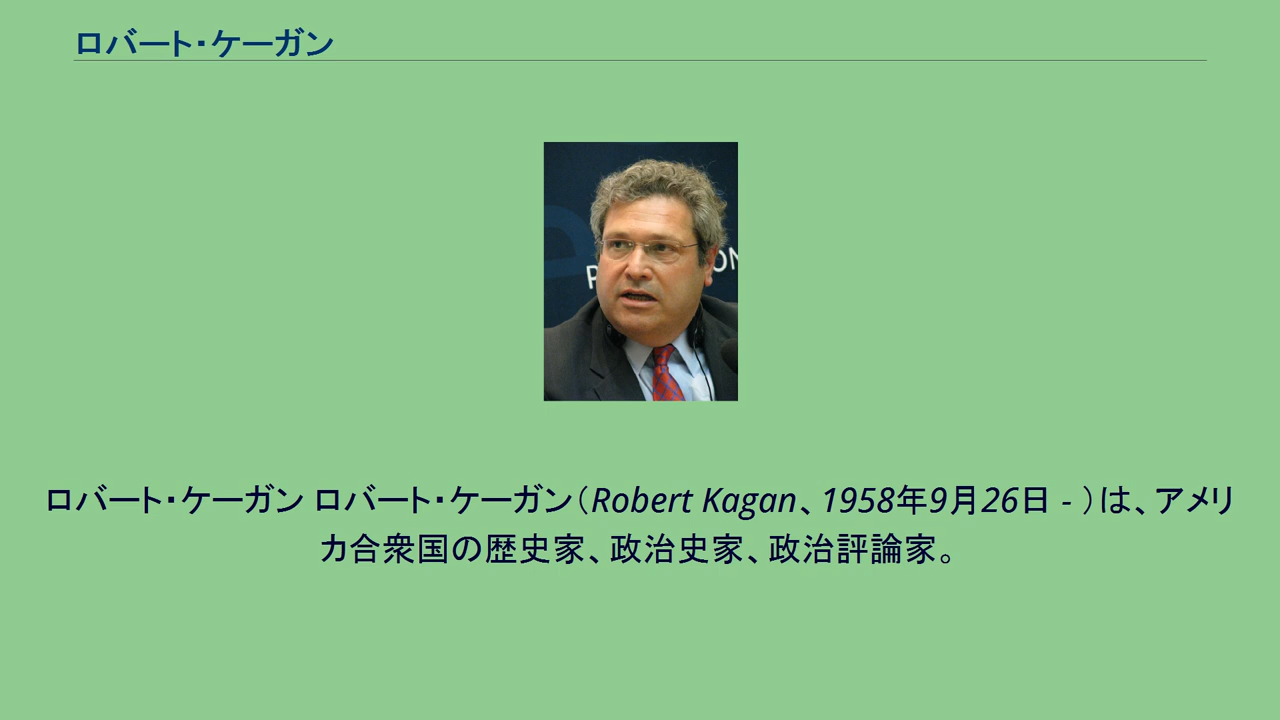 ロバート・ケーガン
ロバート・ケーガン ロバート・ケーガン（Robert Kagan、1958年9月26日 - ）は、アメリ
カ合衆国の歴史家、政治史家、政治評論家。